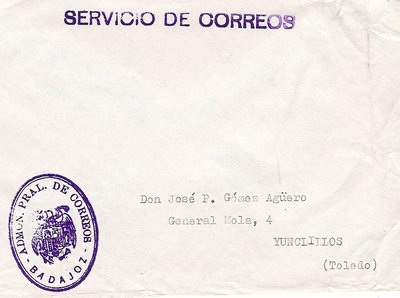 SERVICIO DE CORREOS
ADMON. PRAL. DE CORREOS
- BADAJOZ -
Don José P. Gómez Agüero
General Mola, 4
YUNCLILLOS
(Toledo)